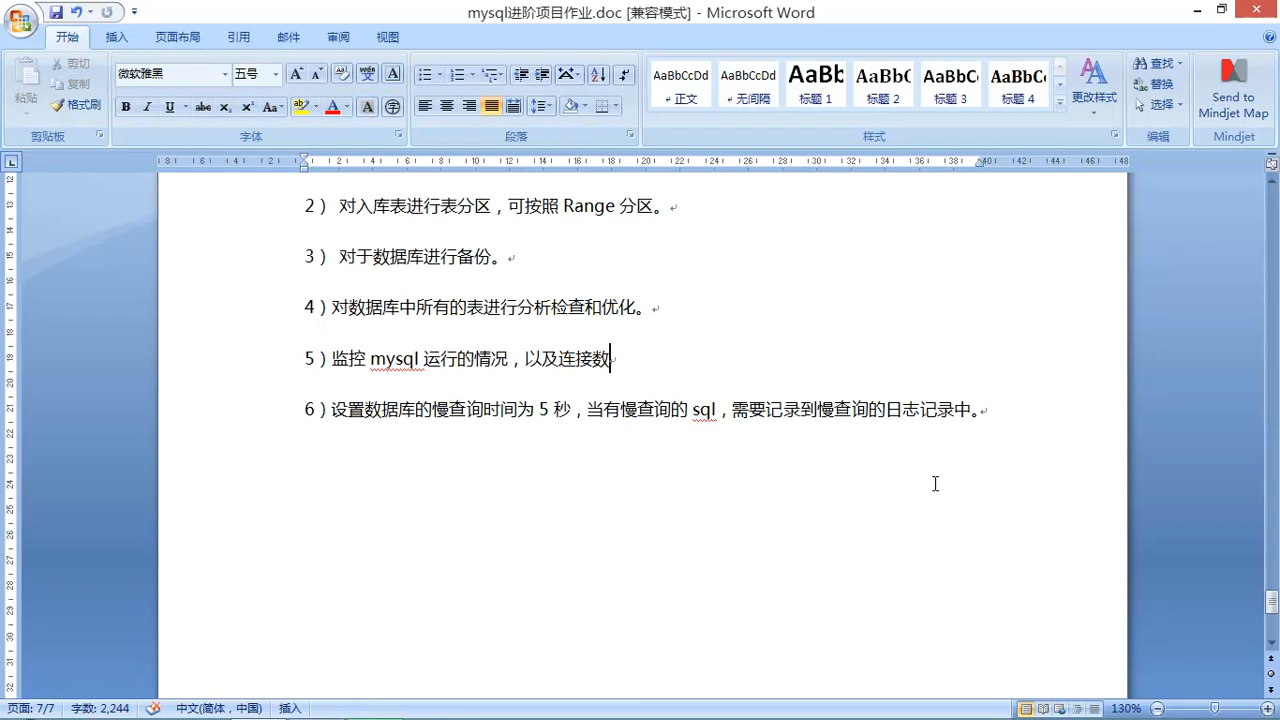 mysql进阶项目作业.doc [兼容模式] - Microsoft Word
开始 插入 页面布局 引用 邮件 审阅 视图
粘贴 剪切 复制 格式刷
微软雅黑 五号
AaBbCcDd AaBbCcDd AaBb AaBbC AaBbC AaBbC
正文 无间隔 标题 1 标题 2 标题 3 标题 4
更改样式
查找 替换 选择
Send to Mindjet Map
剪贴板 字体 段落 样式 编辑 Mindjet
2） 对入库表进行表分区，可按照 Range 分区。
3） 对于数据库进行备份。
4）对数据库中所有的表进行分析检查和优化。
5）监控 mysql 运行的情况，以及连接数
6）设置数据库的慢查询时间为 5 秒，当有慢查询的 sql，需要记录到慢查询的日志记录中。
页面: 7/7 字数: 2,244 中文(简体，中国) 插入 130%